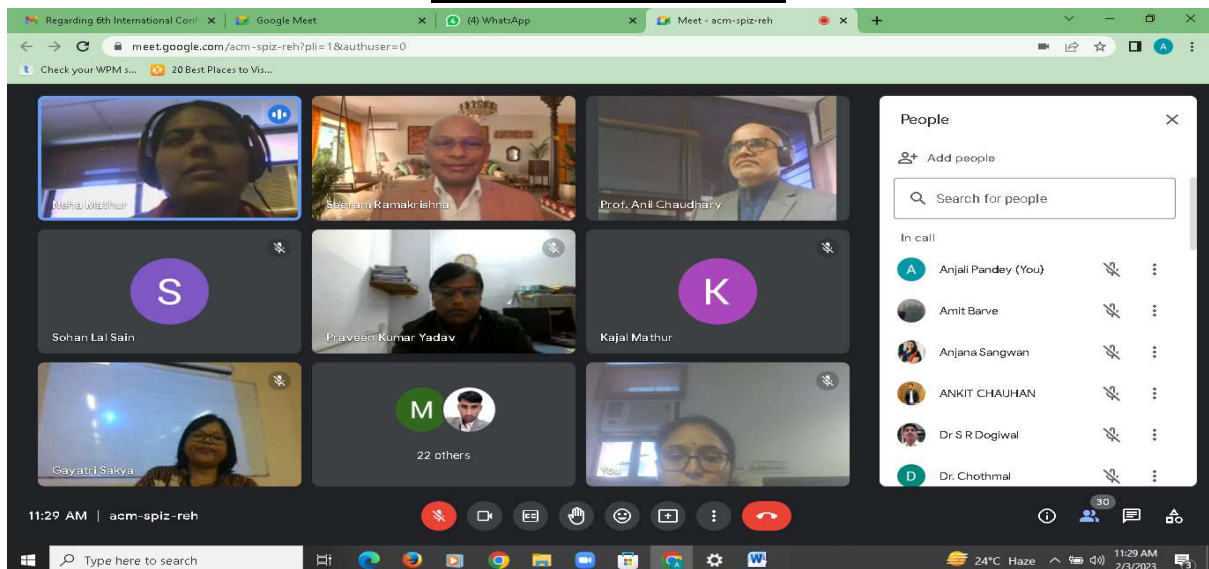 Regarding 6th International Conf
Google Meet
(4) WhatsApp
Meet - acm-spiz-reh
meet.google.com/acm-spiz-reh?pli=1&authuser=0
A
t Check your WPM s...
20 Best Places to Vis...
Neha Mathur
Seeram Ramakrishna
Prof. Anil Chaudhary
S
Sohan Lal Sain
Praveen Kumar Yadav
K
Kajal Mathur
Gayatri Sakya
M
22 others
You
People
Add people
Search for people
In call
A Anjali Pandey (You)
Amit Barve
Anjana Sangwan
ANKIT CHAUHAN
Dr S R Dogiwal
D Dr. Chothmal
11:29 AM | acm-spiz-reh
CC
30
Type here to search
W
24°C Haze
11:29 AM
2/3/2023
3